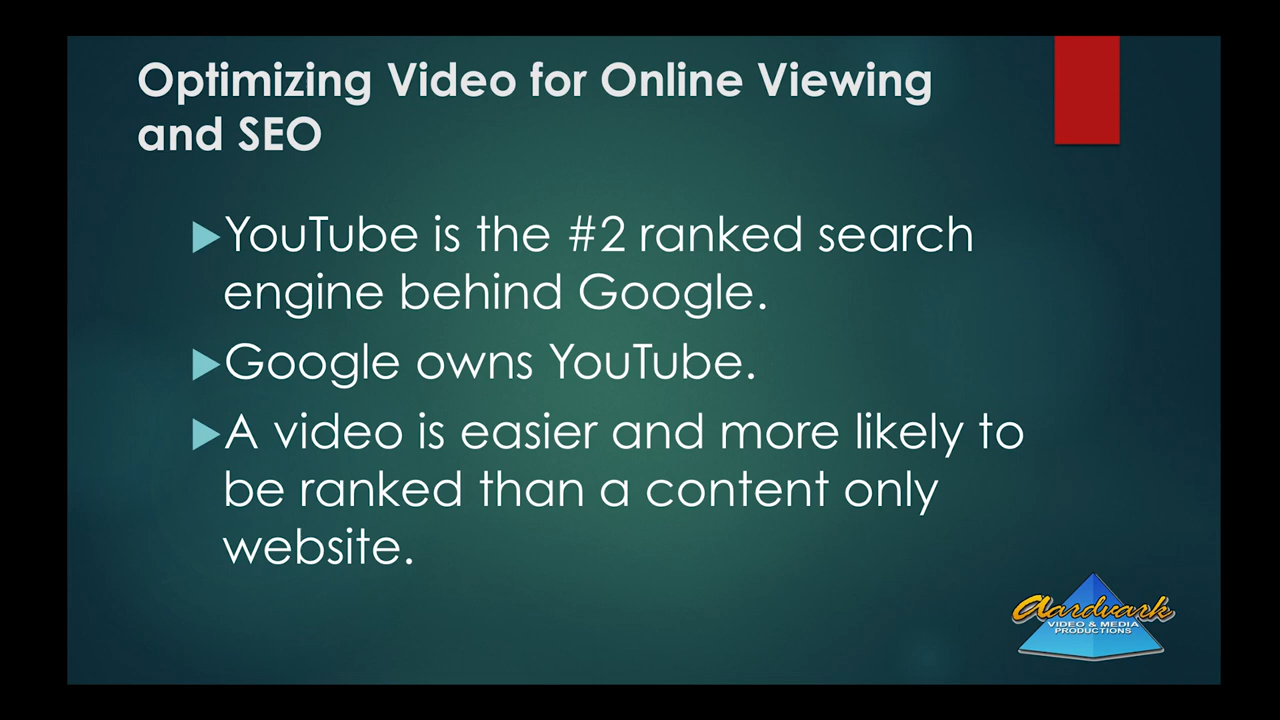 Optimizing Video for Online Viewing
and SEO
YouTube is the #2 ranked search
engine behind Google.
Google owns YouTube.
A video is easier and more likely to
be ranked than a content only
website.
Aardvark
VIDEO & MEDIA
PRODUCTIONS